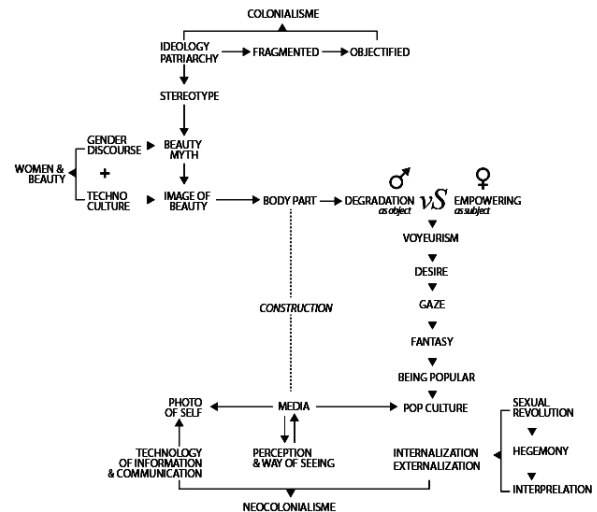 COLONIALISME
IDEOLOGY
PATRIARCHY
FRAGMENTED
OBJECTIFIED
STEREOTYPE
GENDER
DISCOURSE
BEAUTY
MYTH
WOMEN &
BEAUTY
+
TECHNO
CULTURE
IMAGE OF
BEAUTY
BODY PART
DEGRADATION
as object
vS
EMPOWERING
as subject
VOYEURISM
DESIRE
GAZE
CONSTRUCTION
FANTASY
BEING POPULAR
PHOTO
OF SELF
MEDIA
POP CULTURE
SEXUAL
REVOLUTION
TECHNOLOGY
OF INFORMATION
& COMMUNICATION
PERCEPTION
& WAY OF SEEING
INTERNALIZATION
EXTERNALIZATION
HEGEMONY
INTERPRELATION
NEOCOLONIALISME